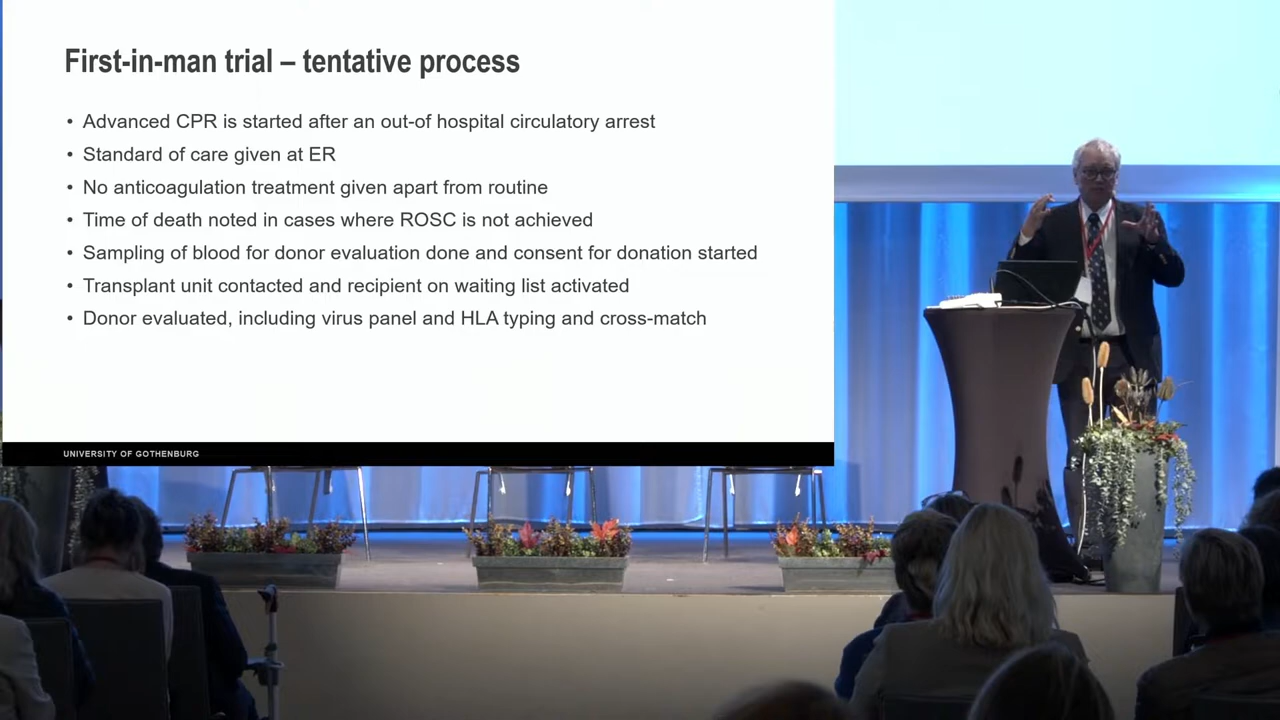 First-in-man trial – tentative process
• Advanced CPR is started after an out-of hospital circulatory arrest
• Standard of care given at ER
• No anticoagulation treatment given apart from routine
• Time of death noted in cases where ROSC is not achieved
• Sampling of blood for donor evaluation done and consent for donation started
• Transplant unit contacted and recipient on waiting list activated
• Donor evaluated, including virus panel and HLA typing and cross-match
UNIVERSITY OF GOTHENBURG